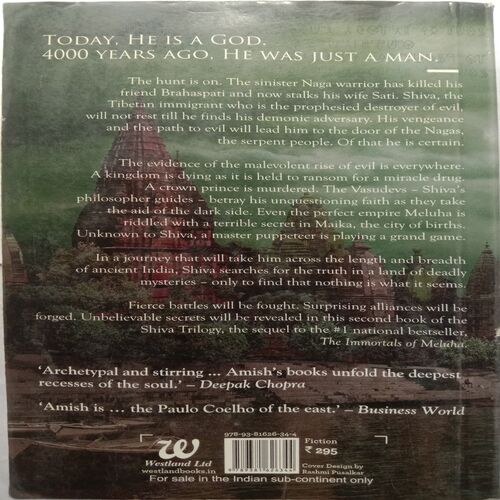 TODAY, HE IS A GOD.
4000 YEARS AGO, HE WAS JUST A MAN.
The hunt is on. The sinister Naga warrior has killed his
friend Brahaspati and now stalks his wife Sati. Shiva, the
Tibetan immigrant who is the prophesied destroyer of evil,
will not rest till he finds his demonic adversary. His vengeance
and the path to evil will lead him to the door of the Nagas,
the serpent people. Of that he is certain.
The evidence of the malevolent rise of evil is everywhere.
A kingdom is dying as it is held to ransom for a miracle drug.
A crown prince is murdered. The Vasudevs – Shiva's
philosopher guides – betray his unquestioning faith as they take
the aid of the dark side. Even the perfect empire Meluha is
riddled with a terrible secret in Maika, the city of births.
Unknown to Shiva, a master puppeteer is playing a grand game.
In a journey that will take him across the length and breadth
of ancient India, Shiva searches for the truth in a land of deadly
mysteries – only to find that nothing is what it seems.
Fierce battles will be fought. Surprising alliances will be
forged. Unbelievable secrets will be revealed in this second book of the
Shiva Trilogy, the sequel to the #1 national bestseller,
The Immortals of Meluha.
'Archetypal and stirring ... Amish's books unfold the deepest
recesses of the soul.' – Deepak Chopra
'Amish is ... the Paulo Coelho of the east.' – Business World
w
Westland Ltd
westlandbooks.in
978-93-81626-34-4
9 789381 626344
Fiction
₹ 295
Cover Design by
Rashmi Pusalkar
For sale in the Indian sub-continent only